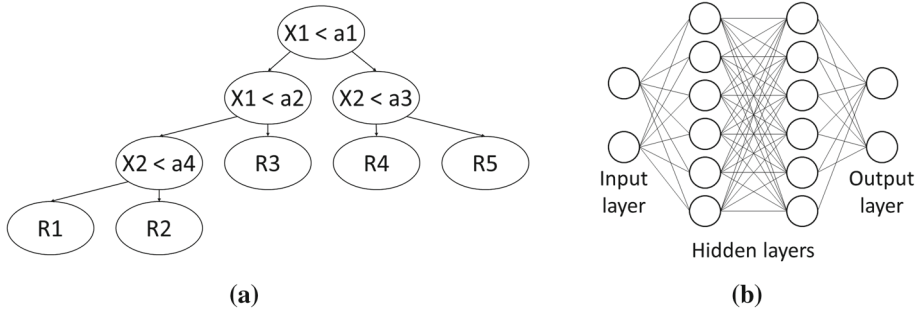 X1 < a1
X1 < a2
X2 < a3
X2 < a4
R3
R4
R5
R1
R2
(a)
Input
layer
Output
layer
Hidden layers
(b)